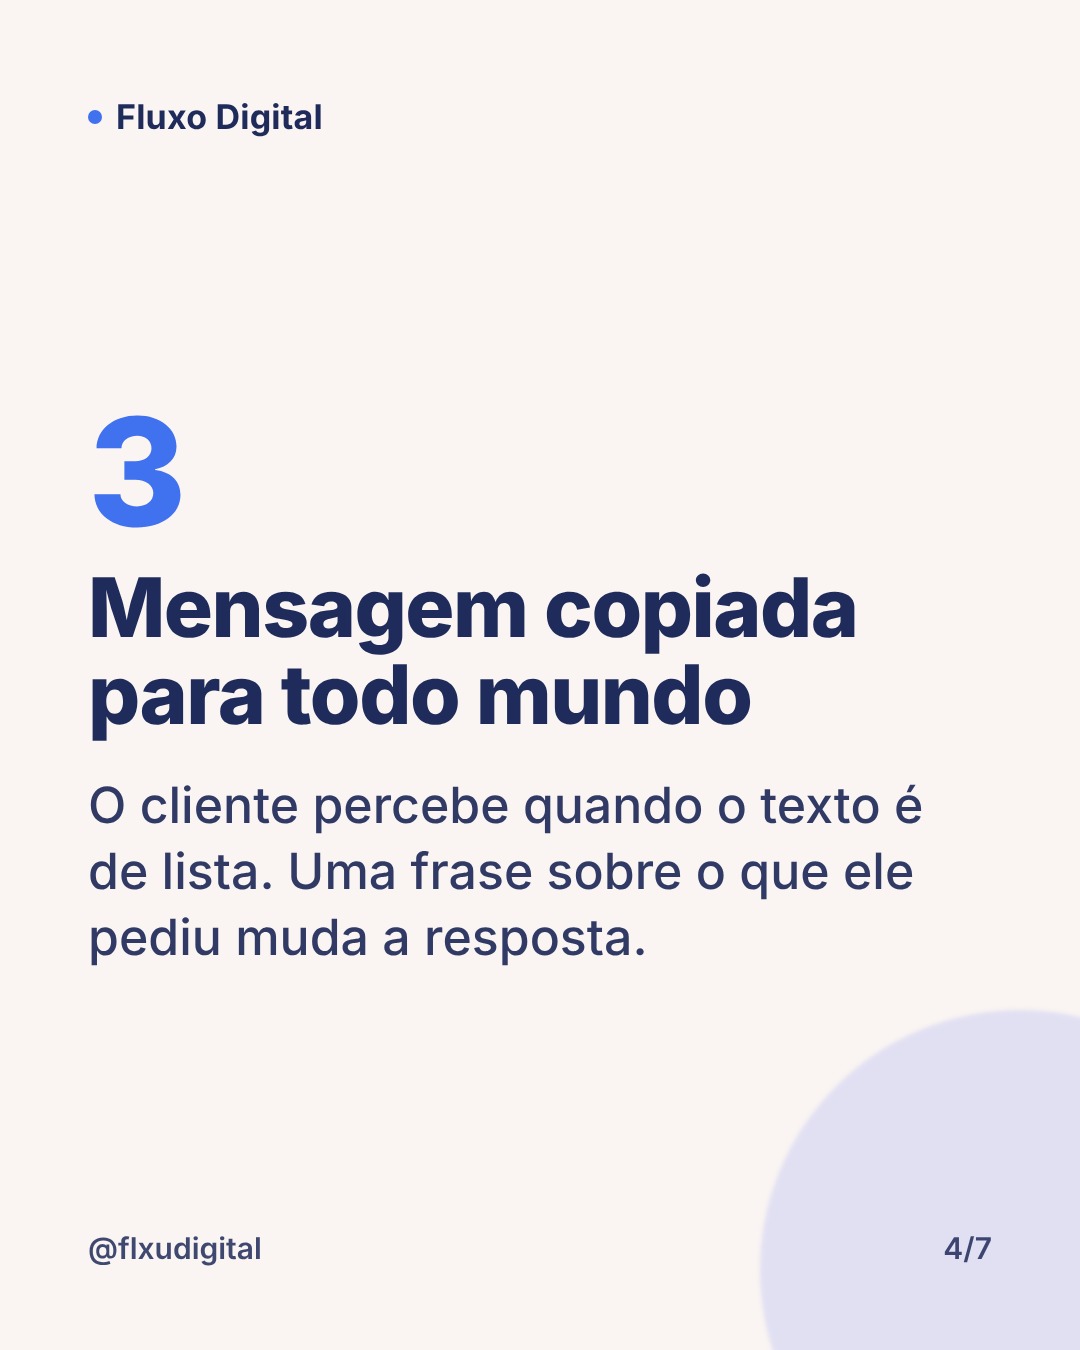 Fluxo Digital
3
Mensagem copiada
para todo mundo
O cliente percebe quando o texto é
de lista. Uma frase sobre o que ele
pediu muda a resposta.
@flxudigital
4/7